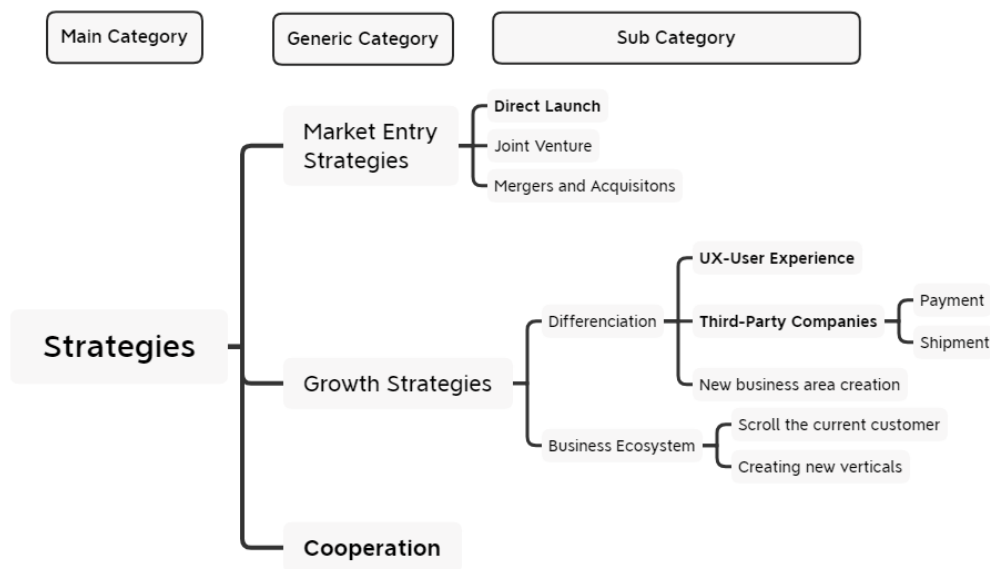 Main Category
Generic Category
Sub Category
Strategies
Market Entry
Strategies
Direct Launch
Joint Venture
Mergers and Acquisitons
Growth Strategies
Differenciation
UX-User Experience
Third-Party Companies
Payment
Shipment
New business area creation
Business Ecosystem
Scroll the current customer
Creating new verticals
Cooperation